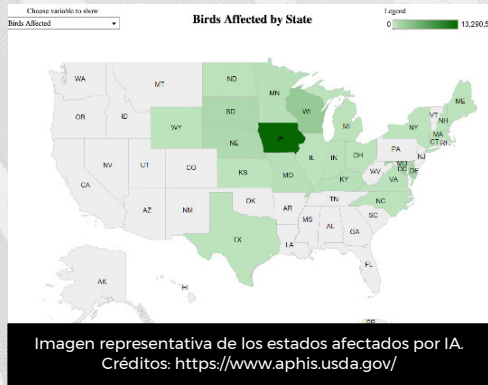 Choose variable to show
Birds Affected
Birds Affected by State
Legend
0
13,290,5
WA
MT
ND
MN
ME
OR
ID
SD
WI
VT
NH
WY
MI
NY
MA
CT RI
NE
IA
PA
NJ
NV
UT
CO
IL
IN
OH
MD
DE
DC
CA
KS
MO
KY
WV
VA
AZ
NM
OK
AR
TN
NC
SC
TX
LA
MS
AL
GA
FL
AK
HI
PR
Imagen representativa de los estados afectados por IA.
Créditos: https://www.aphis.usda.gov/